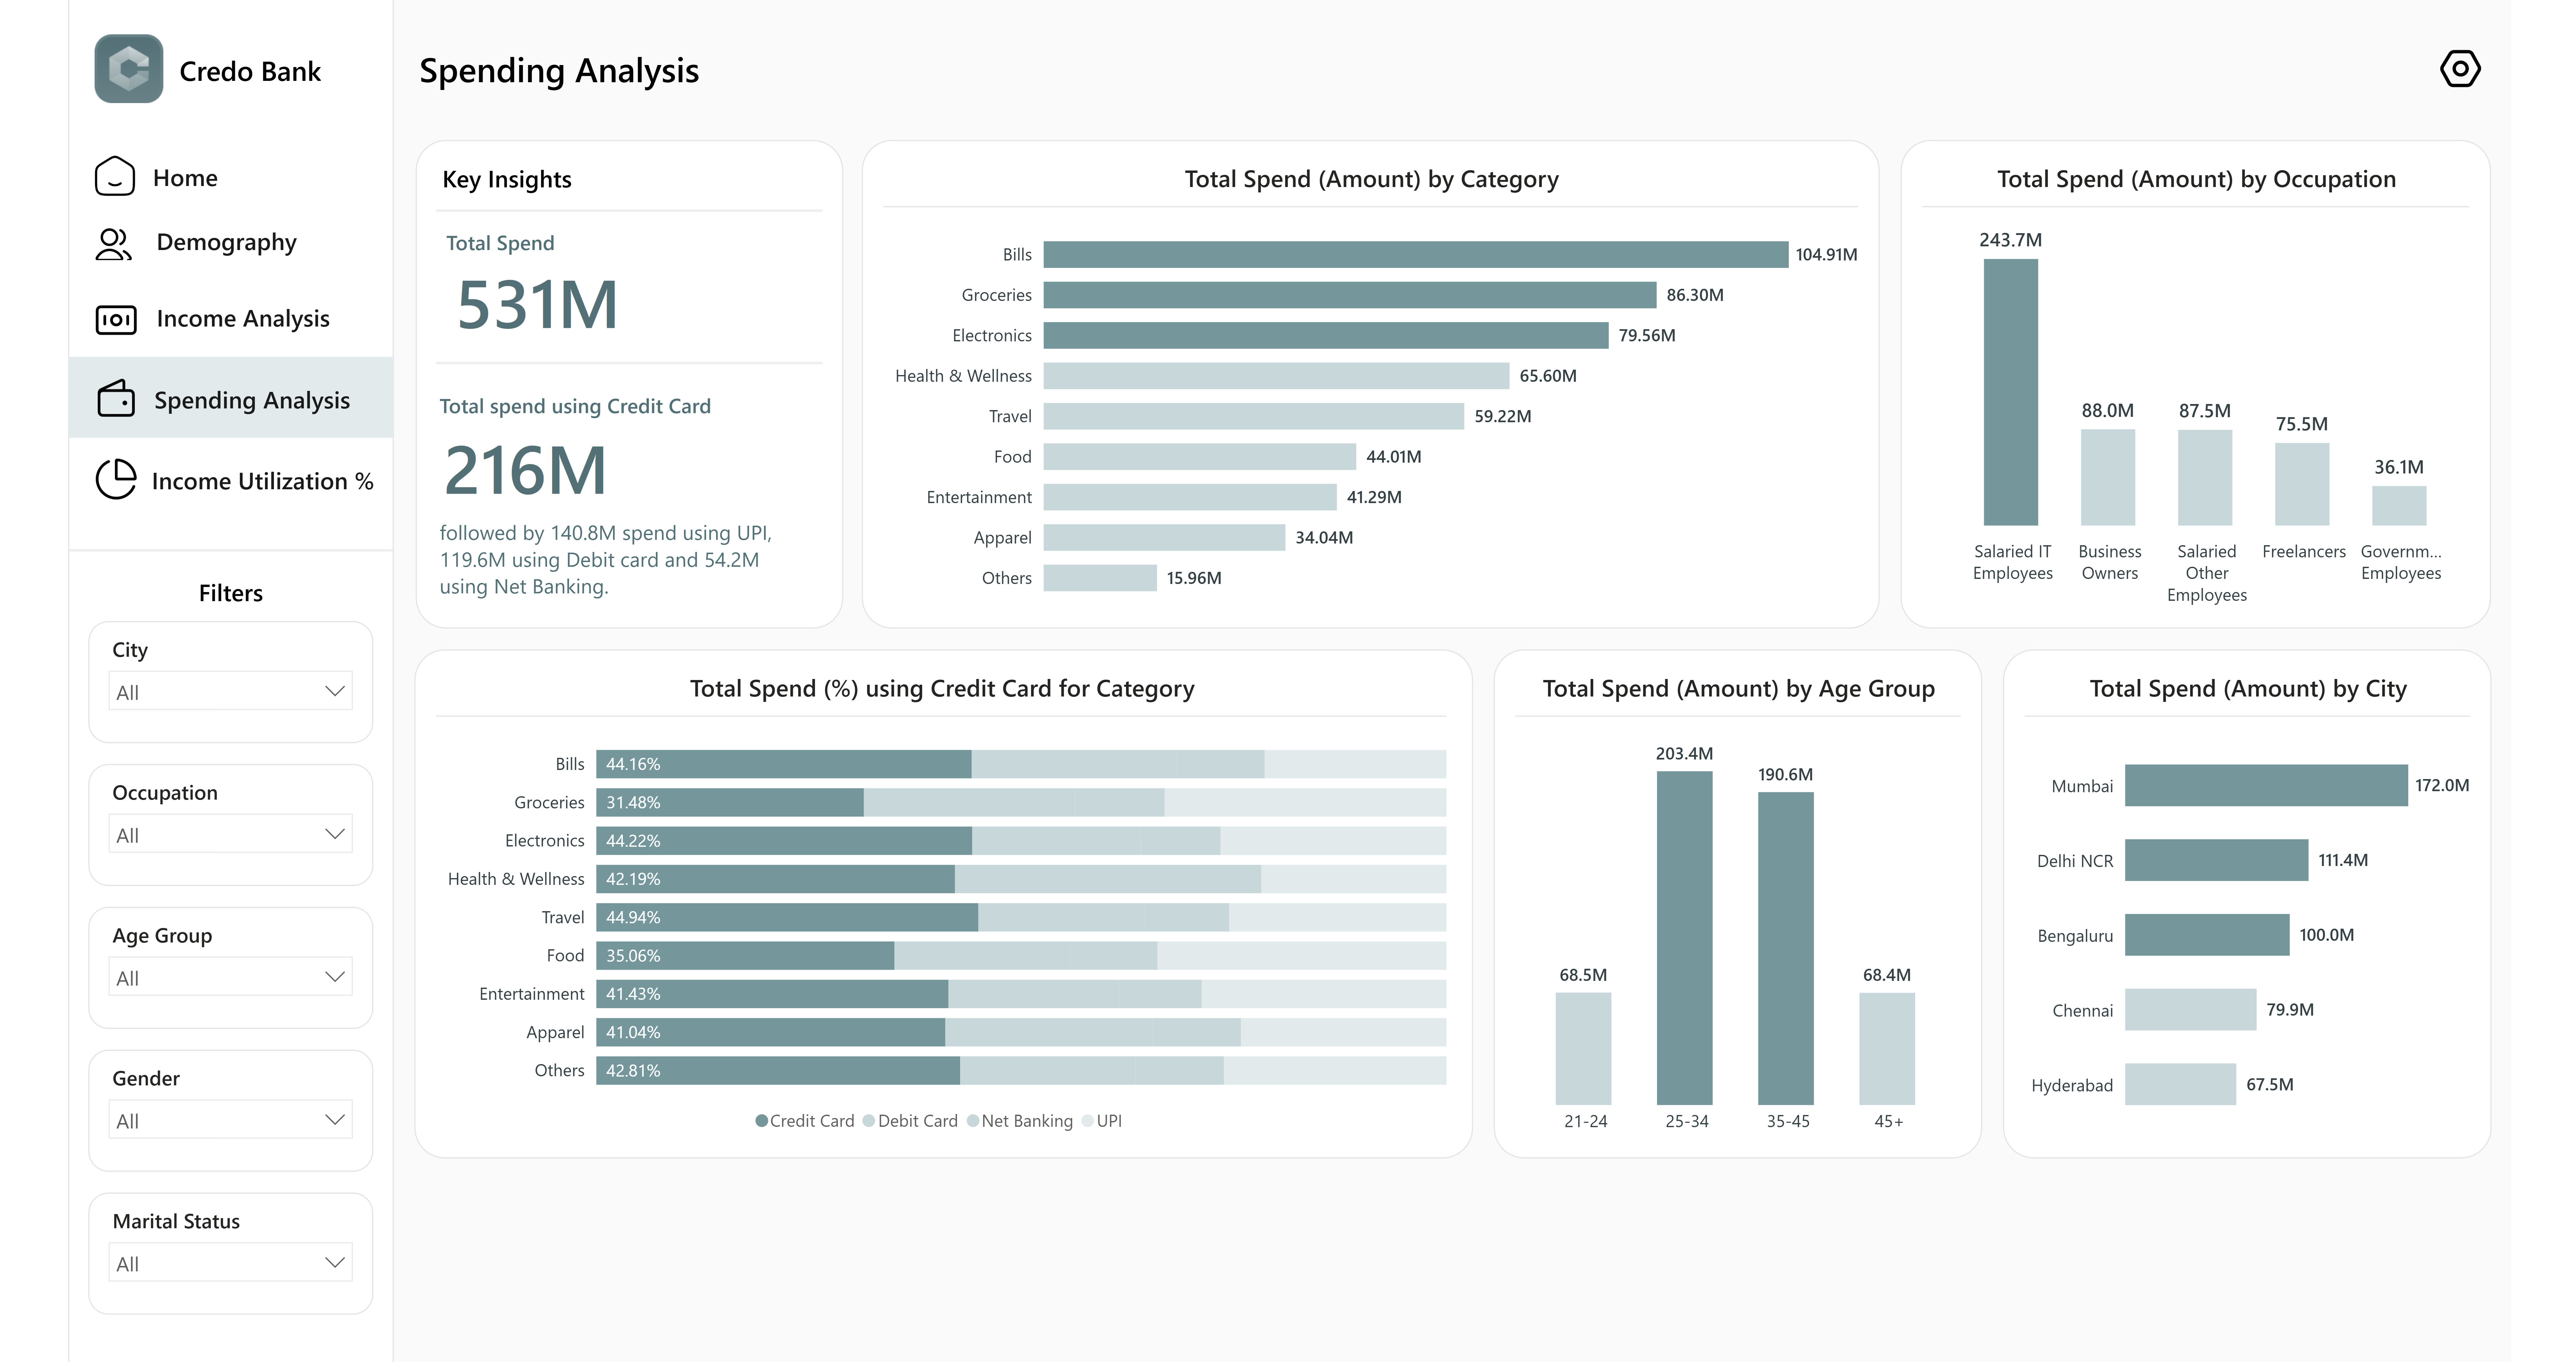 Credo Bank
Home
Demography
Income Analysis
Spending Analysis
Income Utilization %
Filters
City
All
Occupation
All
Age Group
All
Gender
All
Marital Status
All
Spending Analysis
Key Insights
Total Spend
531M
Total spend using Credit Card
216M
followed by 140.8M spend using UPI,
119.6M using Debit card and 54.2M
using Net Banking.
Total Spend (Amount) by Category
Bills 104.91M
Groceries 86.30M
Electronics 79.56M
Health & Wellness 65.60M
Travel 59.22M
Food 44.01M
Entertainment 41.29M
Apparel 34.04M
Others 15.96M
Total Spend (Amount) by Occupation
243.7M
88.0M 87.5M
75.5M
36.1M
Salaried IT Business Salaried Freelancers Governm...
Employees Owners Other Employees
Employees
Total Spend (%) using Credit Card for Category
Bills 44.16%
Groceries 31.48%
Electronics 44.22%
Health & Wellness 42.19%
Travel 44.94%
Food 35.06%
Entertainment 41.43%
Apparel 41.04%
Others 42.81%
Credit Card Debit Card Net Banking UPI
Total Spend (Amount) by Age Group
203.4M
190.6M
68.5M 68.4M
21-24 25-34 35-45 45+
Total Spend (Amount) by City
Mumbai 172.0M
Delhi NCR 111.4M
Bengaluru 100.0M
Chennai 79.9M
Hyderabad 67.5M